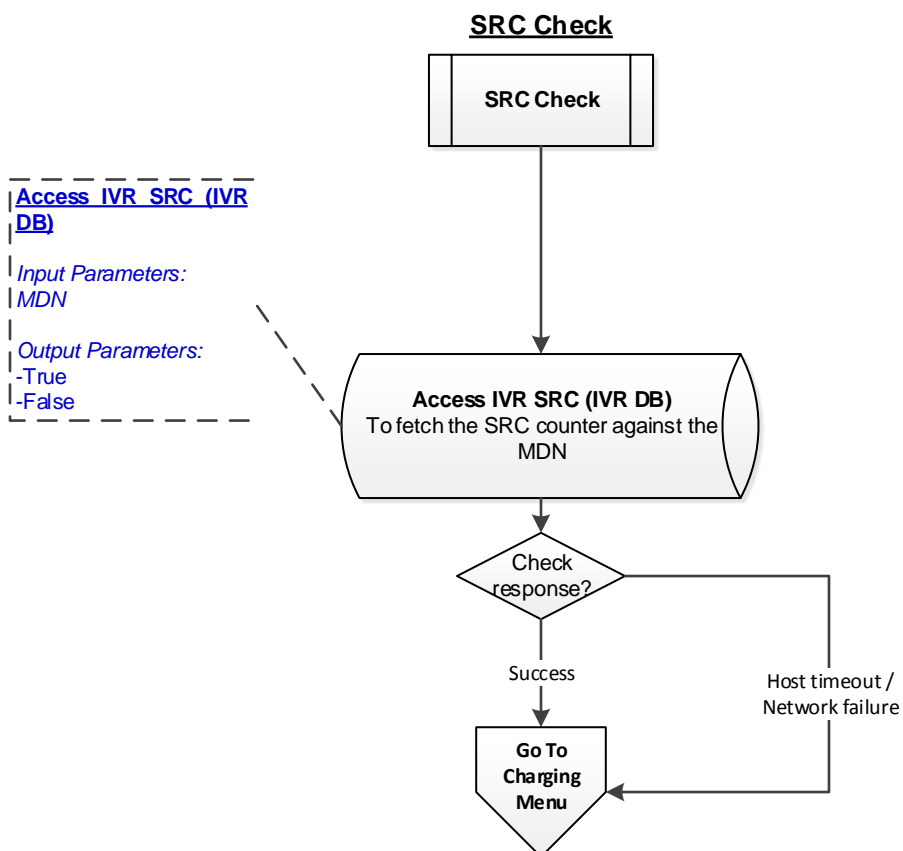 SRC Check
SRC Check
Access IVR SRC (IVR
DB)
Input Parameters:
MDN
Output Parameters:
-True
-False
Access IVR SRC (IVR DB)
To fetch the SRC counter against the
MDN
Check
response?
Success
Host timeout /
Network failure
Go To
Charging
Menu